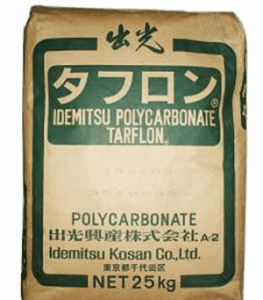 出光
タフロン®
IDEMITSU POLYCARBONATE
TARFLON®
POLYCARBONATE
出光興産株式会社 A-2
Idemitsu Kosan Co.,Ltd.
東京都千代田区
NET 25kg